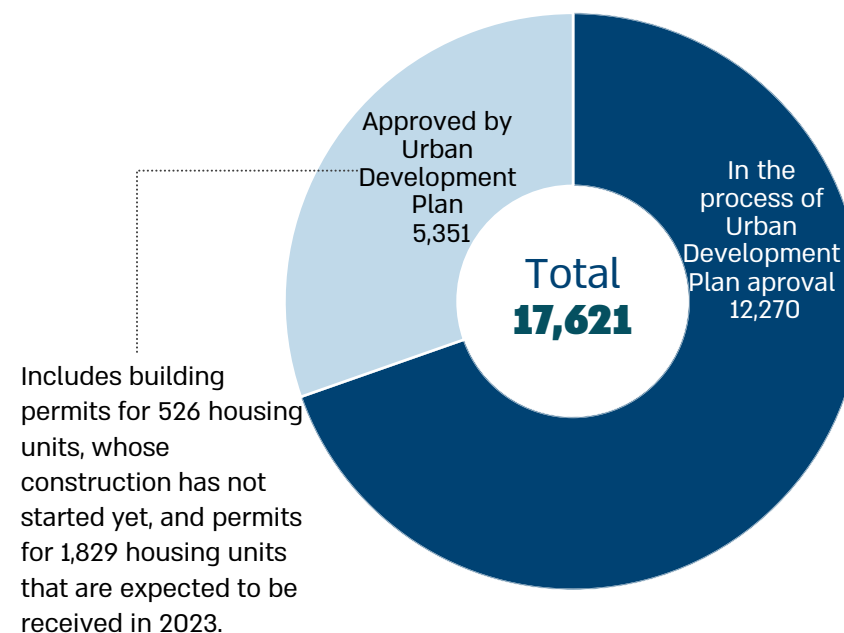 Approved by
Urban
Development
Plan
5,351
In the
process of
Urban
Development
Plan aproval
12,270
Total
17,621
Includes building
permits for 526 housing
units, whose
construction has not
started yet, and permits
for 1,829 housing units
that are expected to be
received in 2023.